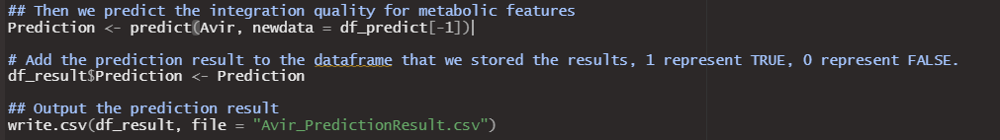 ## Then we predict the integration quality for metabolic features
Prediction <- predict(Avir, newdata = df_predict[-1])
# Add the prediction result to the dataframe that we stored the results, 1 represent TRUE, 0 represent FALSE.
df_result$Prediction <- Prediction
## Output the prediction result
write.csv(df_result, file = "Avir_PredictionResult.csv")